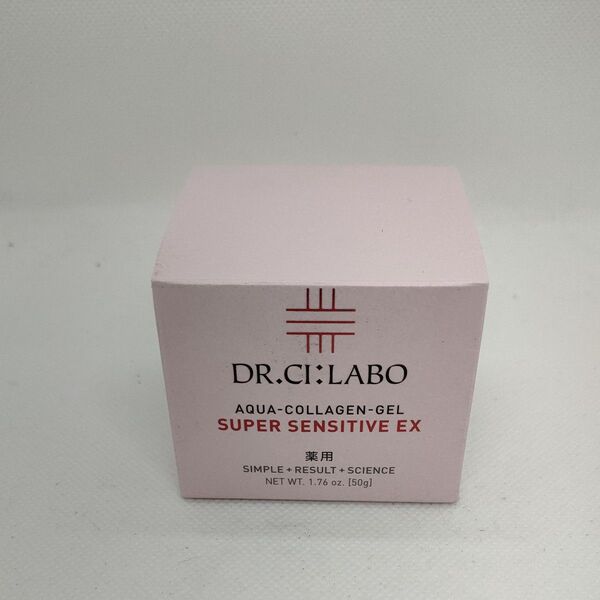 DR.CI:LABO
AQUA-COLLAGEN-GEL
SUPER SENSITIVE EX
薬用
SIMPLE + RESULT + SCIENCE
NET WT. 1.76 oz. [50g]